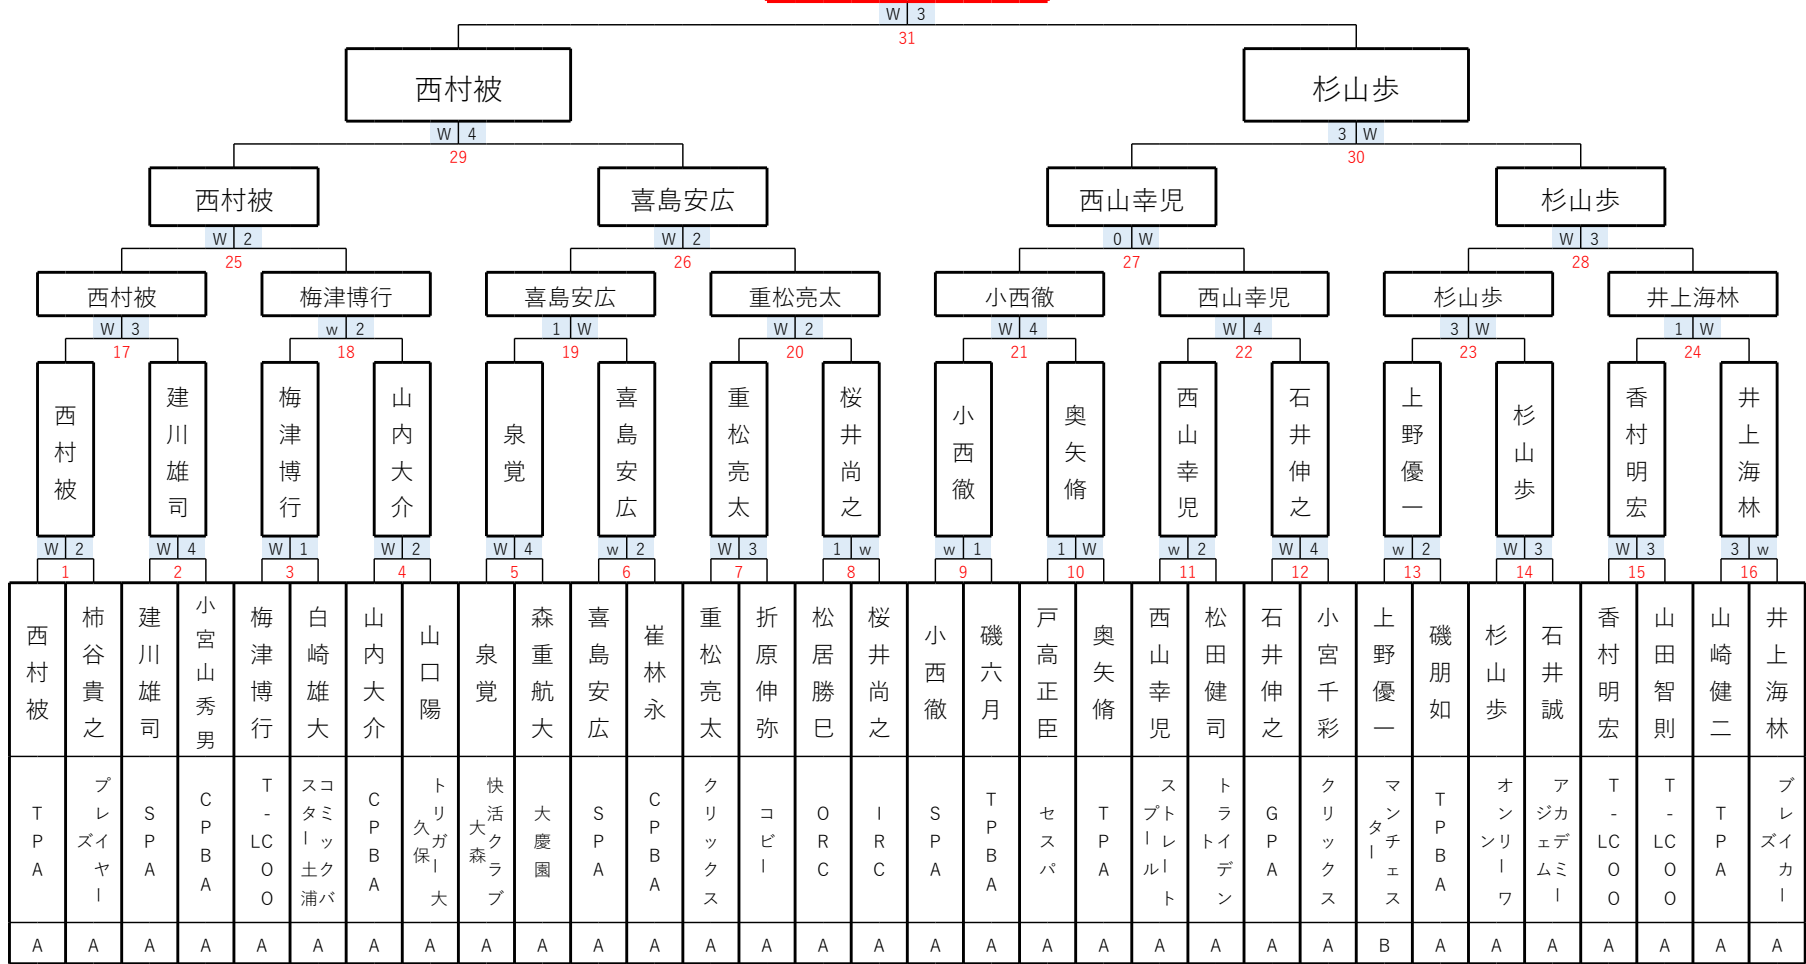 W 3
31
西村被 杉山歩
W 4 3 W
29 30
西村被 喜島安広 西山幸児 杉山歩
W 2 W 2 0 W W 3
25 26 27 28
西村被 梅津博行 喜島安広 重松亮太 小西徹 西山幸児 杉山歩 井上海林
W 3 w 2 1 W W 2 W 4 W 4 3 W 1 W
17 18 19 20 21 22 23 24
西村被 建川雄司 梅津博行 山内大介 泉覚 喜島安広 重松亮太 桜井尚之 小西徹 奥矢脩 西山幸児 石井伸之 上野優一 杉山歩 香村明宏 井上海林
W 2 W 4 W 1 W 2 W 4 w 2 W 3 1 w w 1 1 W w 2 W 4 w 2 W 3 W 3 3 w
1 2 3 4 5 6 7 8 9 10 11 12 13 14 15 16
西村被 柿谷貴之 建川雄司 小宮山秀男 梅津博行 白崎雄大 山内大介 山口陽 泉覚 森重航大 喜島安広 崔林永 重松亮太 折原伸弥 松居勝巳 桜井尚之 小西徹 磯六月 戸高正臣 奥矢脩 西山幸児 松田健司 石井伸之 小宮千彩 上野優一 磯朋如 杉山歩 石井誠 香村明宏 山田智則 山崎健二 井上海林
TPA プレイヤーズ SPA CPBA T-LCOO コミックバスター土浦 CPBA トリガー大久保 快活クラブ大森 大慶園 SPA CPBA クリックス コビー ORC IRC SPA TPBA セスパ TPA ストレートプール トライデント GPA クリックス マンチェスター TPBA オンリーワン アカデミージェム T-LCOO T-LCOO TPA ブレイカーズ
A A A A A A A A A A A A A A A A A A A A A A A A B A A A A A A A